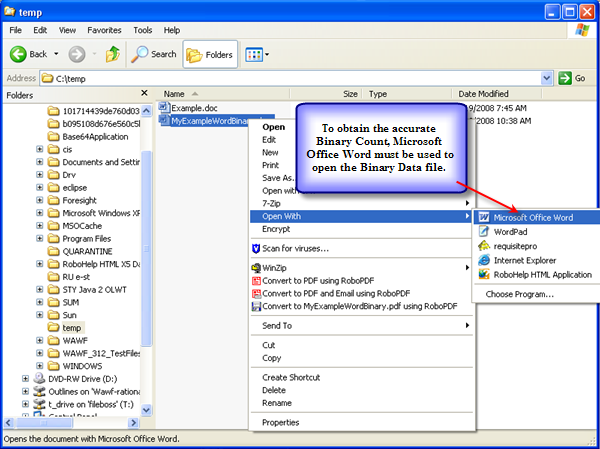 temp
File Edit View Favorites Tools Help
Back Search Folders
Address C:\temp Go
Folders
Name Size Type Date Modified
101714439de760d03
b095108d676e560c5
Base64Application
cis
Documents and Setting
Drv
eclipse
Foresight
Microsoft Windows XP
MSOCache
Program Files
QUARANTINE
RoboHelp HTML X5 Da
RU e-st
STY Java 2 OLWT
SUM
Sun
temp
WAWF
WAWF_312_TestFiles
WINDOWS
DVD-RW Drive (D:)
Outlines on 'Wawf-rational
t_drive on 'fileboss' (T:)
Control Panel
Example.doc 9/2008 7:45 AM
MyExampleWordBinary 2008 10:38 AM
To obtain the accurate
Binary Count, Microsoft
Office Word must be used to
open the Binary Data file.
Open
Edit
New
Print
Save As.
Open with
7-Zip
Open With
Encrypt
Scan for viruses...
WinZip
Convert to PDF using RoboPDF
Convert to PDF and Email using RoboPDF
Convert to MyExampleWordBinary.pdf using RoboPDF
Send To
Cut
Copy
Create Shortcut
Delete
Rename
Properties
Microsoft Office Word
WordPad
requisitepro
Internet Explorer
RoboHelp HTML Application
Choose Program...
Opens the document with Microsoft Office Word.